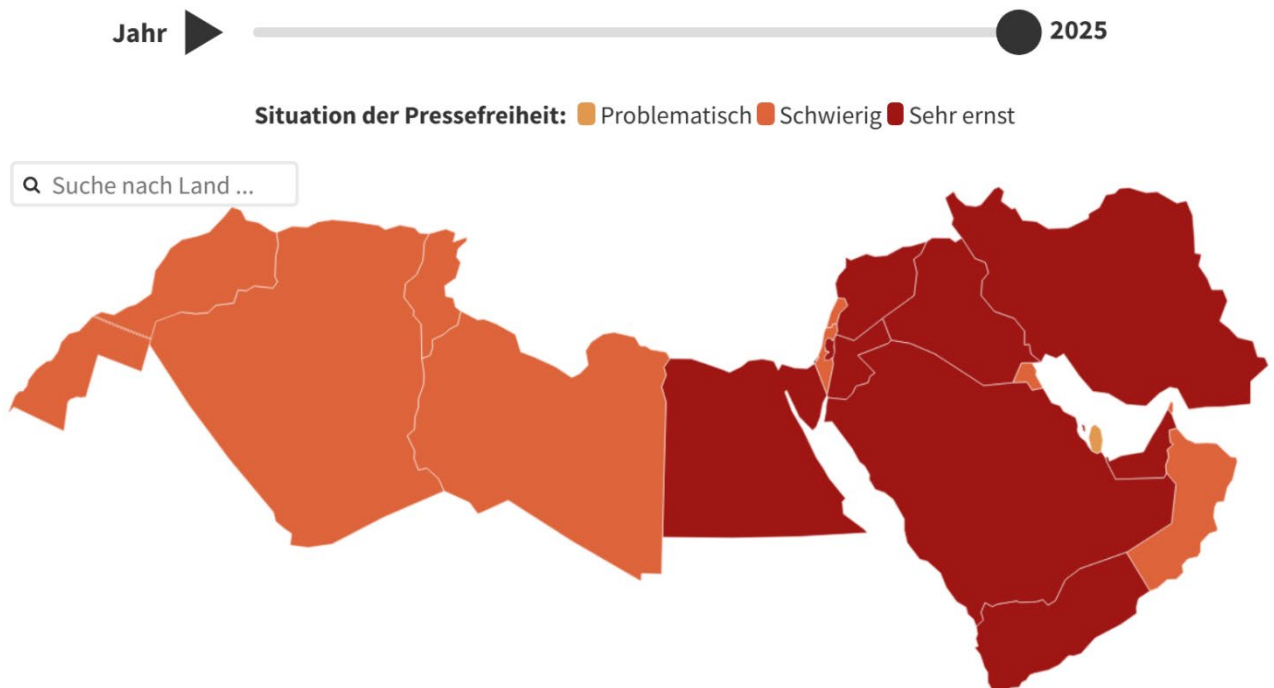 Jahr 2025
Situation der Pressefreiheit: Problematisch Schwierig Sehr ernst
Suche nach Land ...